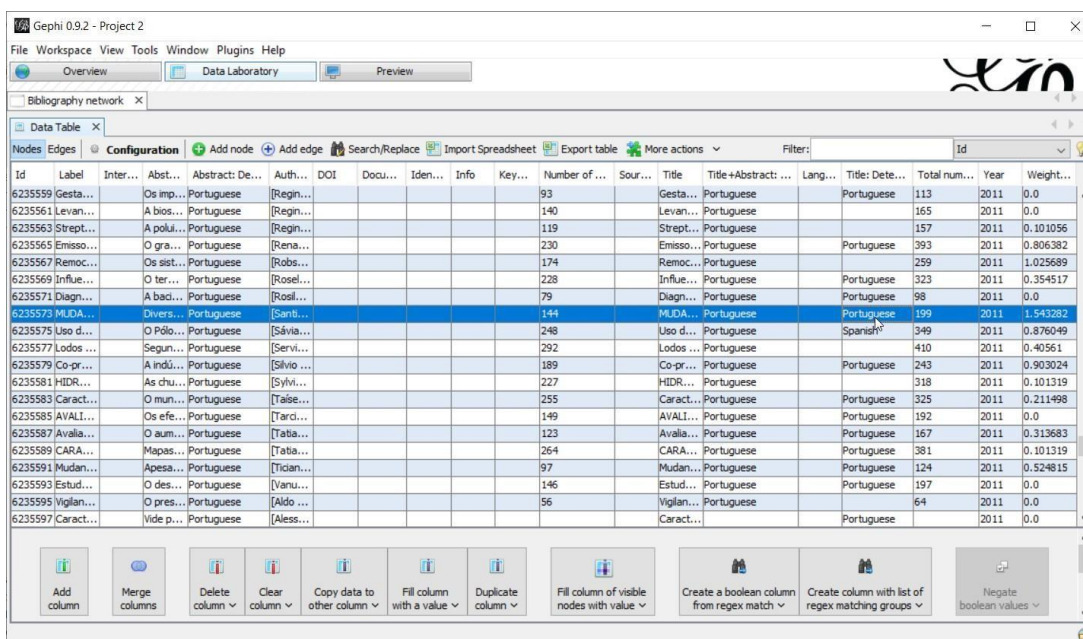 Gephi 0.9.2 - Project 2
File Workspace View Tools Window Plugins Help
Overview Data Laboratory Preview
Bibliography network
Data Table
Nodes Edges Configuration Add node Add edge Search/Replace Import Spreadsheet Export table More actions Filter: Id
Id Label Inter... Abst... Abstract: De... Auth... DOI Docu... Iden... Info Key... Number of ... Sour... Title Title+Abstract: ... Lang... Title: Dete... Total num... Year Weight...
6235559 Gesta... Os imp... Portuguese [Regin... 93 Gesta... Portuguese Portuguese 113 2011 0.0
6235561 Levan... A bios... Portuguese [Regin... 140 Levan... Portuguese 165 2011 0.0
6235563 Strept... A polui... Portuguese [Regin... 119 Strept... Portuguese 157 2011 0.101056
6235565 Emisso... O gra... Portuguese [Rena... 230 Emisso... Portuguese Portuguese 393 2011 0.806382
6235567 Remoc... Os sist... Portuguese [Robs... 174 Remoc... Portuguese 259 2011 1.025689
6235569 Influe... O ter... Portuguese [Rosel... 228 Influe... Portuguese Portuguese 323 2011 0.354517
6235571 Diagn... A baci... Portuguese [Rosil... 79 Diagn... Portuguese Portuguese 98 2011 0.0
6235573 MUDA... Divers... Portuguese [Santi... 144 MUDA... Portuguese Portuguese 199 2011 1.543282
6235575 Uso d... O Pólo... Portuguese [Sávia... 248 Uso d... Portuguese Spanish 349 2011 0.876049
6235577 Lodos ... Segun... Portuguese [Servi... 292 Lodos ... Portuguese 410 2011 0.40561
6235579 Co-pr... A indú... Portuguese [Silvio ... 189 Co-pr... Portuguese Portuguese 243 2011 0.903024
6235581 HIDR... As chu... Portuguese [Sylvi... 227 HIDR... Portuguese 318 2011 0.101319
6235583 Caract... O mun... Portuguese [Taíse... 255 Caract... Portuguese Portuguese 325 2011 0.211498
6235585 AVALI... Os efe... Portuguese [Tarci... 149 AVALI... Portuguese Portuguese 192 2011 0.0
6235587 Avalia... O aum... Portuguese [Tatia... 123 Avalia... Portuguese Portuguese 167 2011 0.313683
6235589 CARA... Mapas... Portuguese [Tatia... 264 CARA... Portuguese Portuguese 381 2011 0.101319
6235591 Mudan... Apesa... Portuguese [Tician... 97 Mudan... Portuguese Portuguese 124 2011 0.524815
6235593 Estud... O des... Portuguese [Vanu... 146 Estud... Portuguese Portuguese 197 2011 0.0
6235595 Vigilan... O pres... Portuguese [Aldo ... 56 Vigilan... Portuguese 64 2011 0.0
6235597 Caract... Vide p... Portuguese [Aless... Caract... Portuguese 2011 0.0
Add column Merge columns Delete column Clear column Copy data to other column Fill column with a value Duplicate column Fill column of visible nodes with value Create a boolean column from regex match Create column with list of regex matching groups Negate boolean values